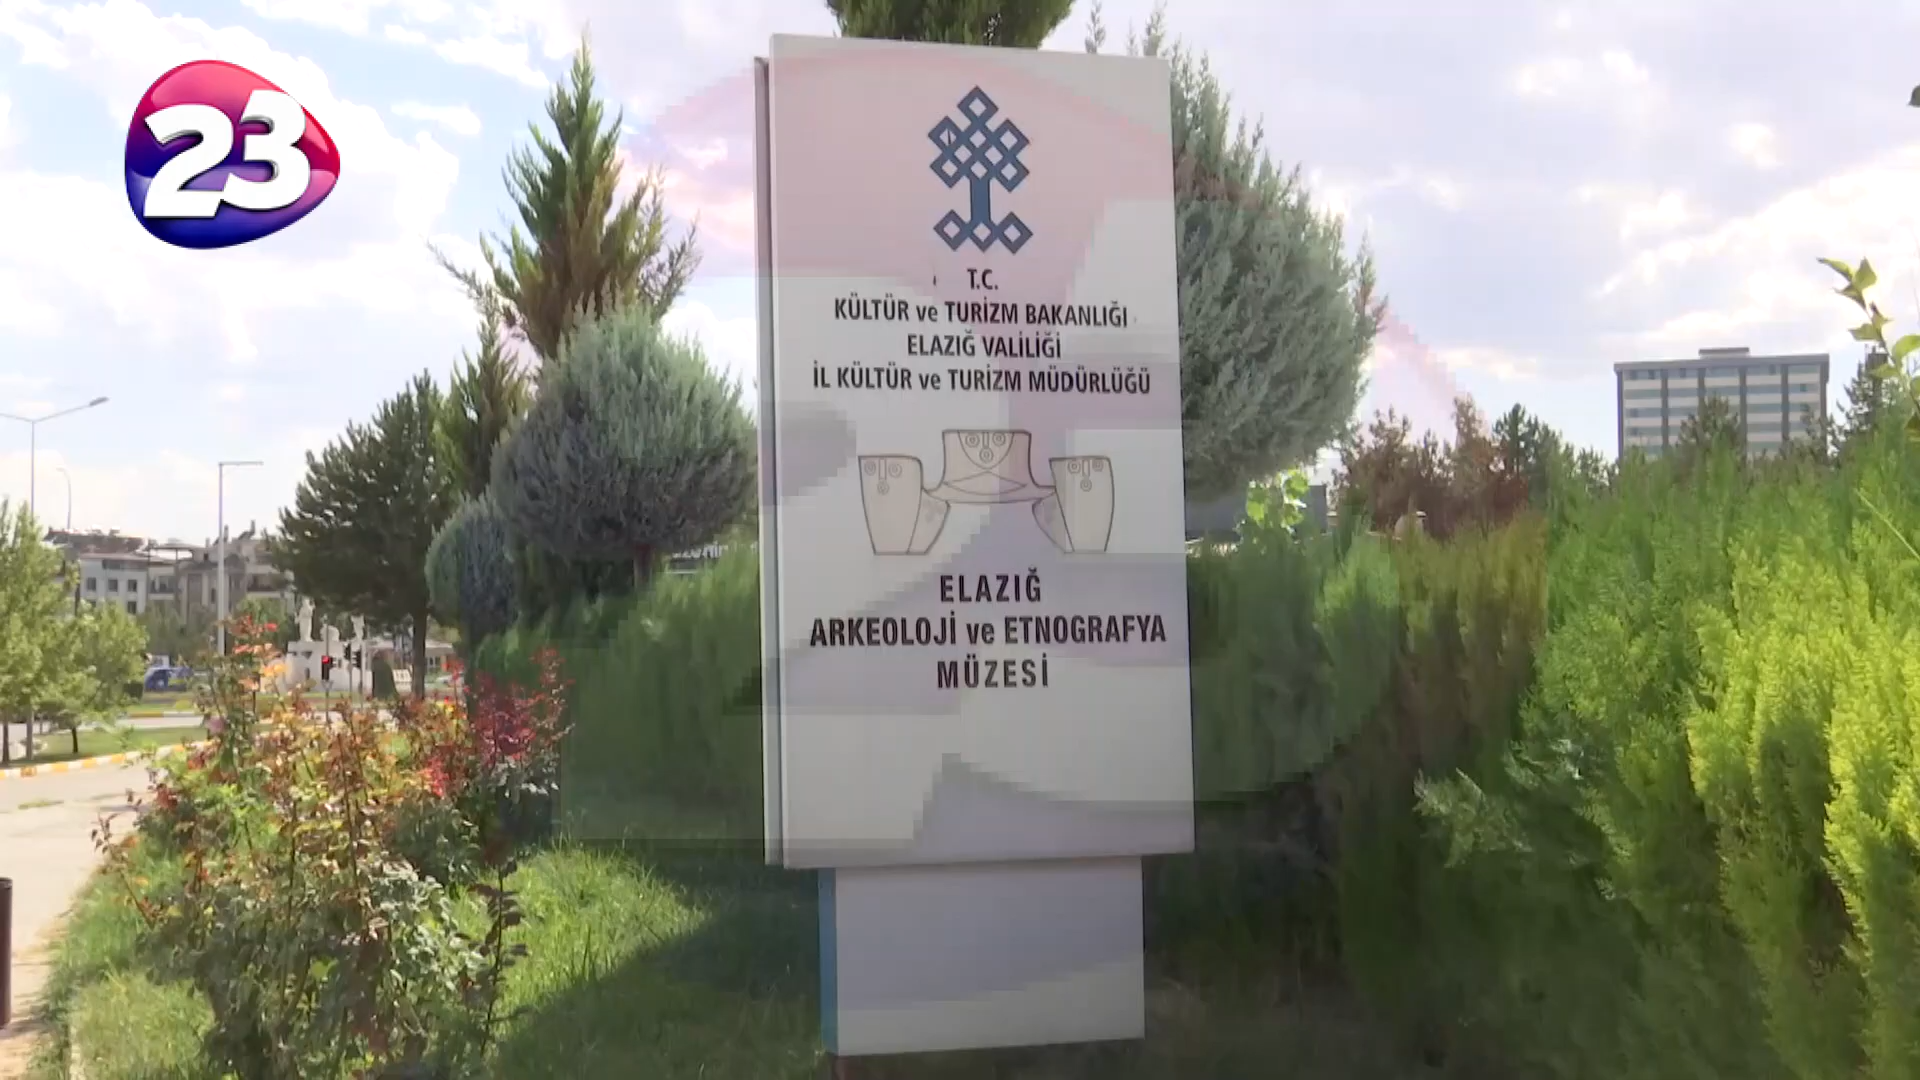 23
T.C.
KÜLTÜR ve TURİZM BAKANLIĞI
ELAZIĞ VALİLİĞİ
İL KÜLTÜR ve TURİZM MÜDÜRLÜĞÜ
ELAZIĞ
ARKEOLOJİ ve ETNOGRAFYA
MÜZESİ